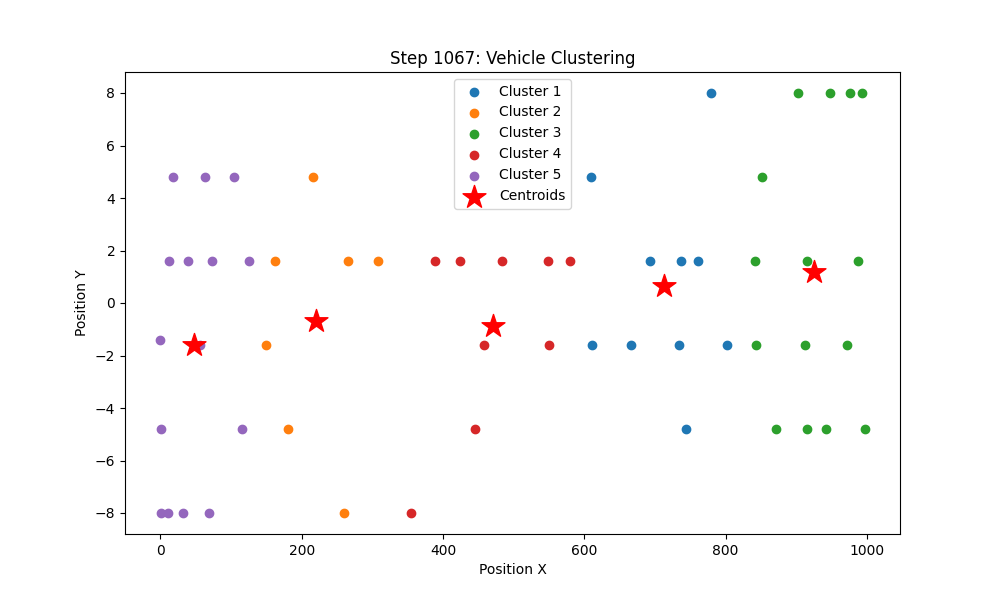 Step 1067: Vehicle Clustering
Cluster 1
Cluster 2
Cluster 3
Cluster 4
Cluster 5
Centroids
Position Y
8
6
4
2
0
−2
−4
−6
−8
0 200 400 600 800 1000
Position X